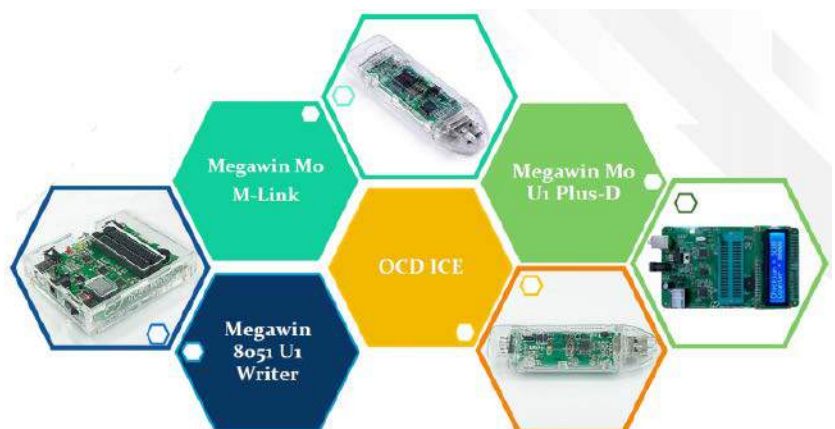 Megawin Mo
M-Link
Megawin Mo
U1 Plus-D
OCD ICE
Megawin
8051 U1
Writer